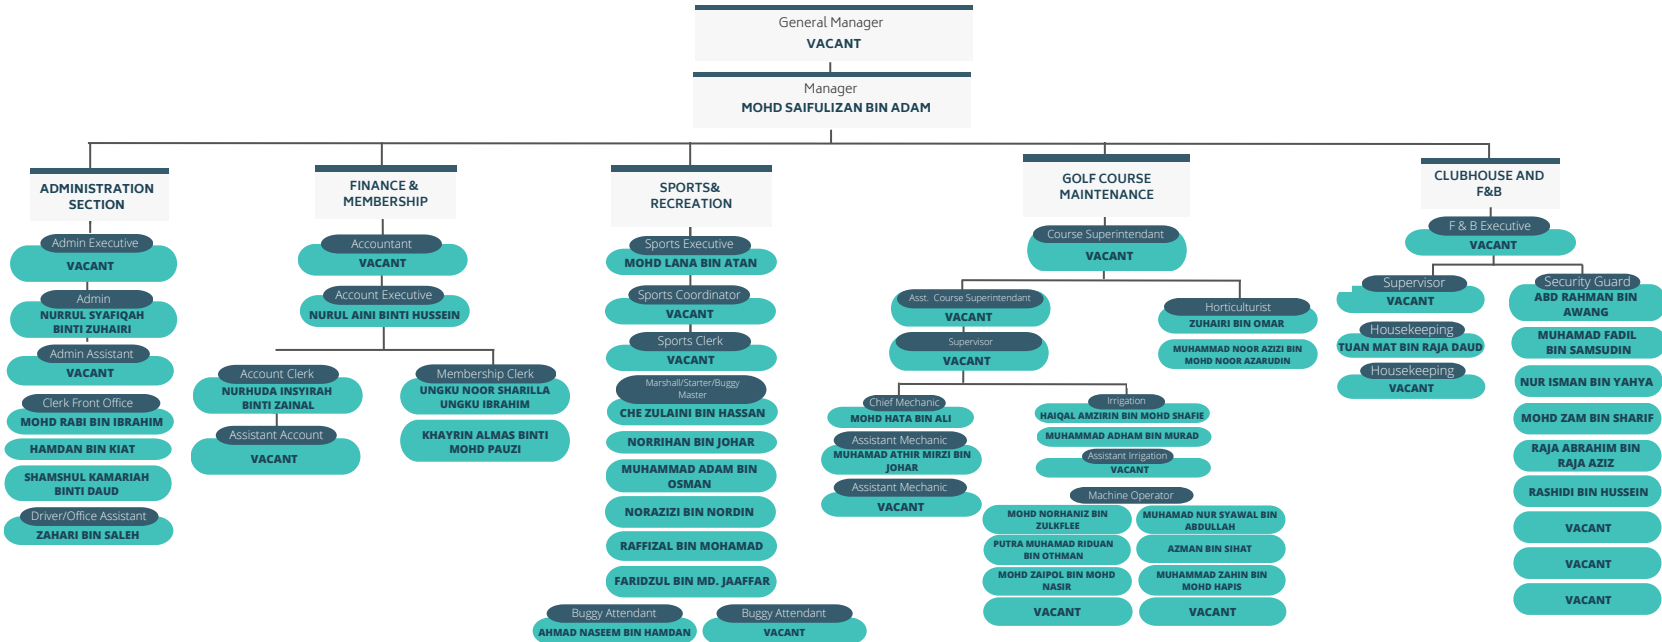 General Manager
VACANT
Manager
MOHD SAIFULIZAN BIN ADAM
ADMINISTRATION
SECTION
Admin Executive
VACANT
Admin
NURRUL SYAFIQAH
BINTI ZUHAIRI
Admin Assistant
VACANT
Clerk Front Office
MOHD RABI BIN IBRAHIM
HAMDAN BIN KIAT
SHAMSHUL KAMARIAH
BINTI DAUD
Driver/Office Assistant
ZAHARI BIN SALEH
FINANCE &
MEMBERSHIP
Accountant
VACANT
Account Executive
NURUL AINI BINTI HUSSEIN
Account Clerk
NURHUDA INSYIRAH
BINTI ZAINAL
Assistant Account
VACANT
Membership Clerk
UNGKU NOOR SHARILLA
UNGKU IBRAHIM
KHAYRIN ALMAS BINTI
MOHD PAUZI
SPORTS&
RECREATION
Sports Executive
MOHD LANA BIN ATAN
Sports Coordinator
VACANT
Sports Clerk
VACANT
Marshall/Starter/Buggy
Master
CHE ZULAINI BIN HASSAN
NORRIHAN BIN JOHAR
MUHAMMAD ADAM BIN
OSMAN
NORAZIZI BIN NORDIN
RAFFIZAL BIN MOHAMAD
FARIDZUL BIN MD. JAAFFAR
Buggy Attendant
AHMAD NASEEM BIN HAMDAN
Buggy Attendant
VACANT
GOLF COURSE
MAINTENANCE
Course Superintendant
VACANT
Asst. Course Superintendant
VACANT
Supervisor
VACANT
Horticulturist
ZUHAIRI BIN OMAR
MUHAMMAD NOOR AZIZI BIN
MOHD NOOR AZARUDIN
Chief Mechanic
MOHD HATA BIN ALI
Assistant Mechanic
MUHAMAD ATHIR MIRZI BIN
JOHAR
Assistant Mechanic
VACANT
Irrigation
HAIQAL AMZIRIN BIN MOHD SHAFIE
MUHAMMAD ADHAM BIN MURAD
Assistant Irrigation
VACANT
Machine Operator
MOHD NORHANIZ BIN
ZULKFLEE
PUTRA MUHAMAD RIDUAN
BIN OTHMAN
MOHD ZAIPOL BIN MOHD
NASIR
VACANT
MUHAMAD NUR SYAWAL BIN
ABDULLAH
AZMAN BIN SIHAT
MUHAMMAD ZAHIN BIN
MOHD HAPIS
VACANT
CLUBHOUSE AND
F&B
F & B Executive
VACANT
Supervisor
VACANT
Housekeeping
TUAN MAT BIN RAJA DAUD
Housekeeping
VACANT
Security Guard
ABD RAHMAN BIN
AWANG
MUHAMAD FADIL
BIN SAMSUDIN
NUR ISMAN BIN YAHYA
MOHD ZAM BIN SHARIF
RAJA ABRAHIM BIN
RAJA AZIZ
RASHIDI BIN HUSSEIN
VACANT
VACANT
VACANT